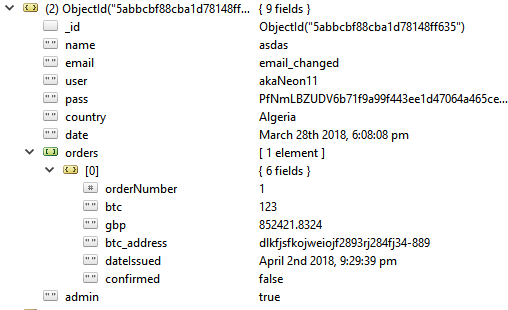 (2) ObjectId("5abbcbf88cba1d78148ff... { 9 fields }
_id ObjectId("5abbcbf88cba1d78148ff635")
"" name asdas
"" email email_changed
"" user akaNeon11
"" pass PfNmLBZUDV6b71f9a99f443ee1d47064a465ce...
"" country Algeria
"" date March 28th 2018, 6:08:08 pm
orders [ 1 element ]
[0] { 6 fields }
# orderNumber 1
"" btc 123
"" gbp 852421.8324
"" btc_address dlkfjsfkojweiojf2893rj284fj34-889
"" dateIssued April 2nd 2018, 9:29:39 pm
"" confirmed false
"" admin true